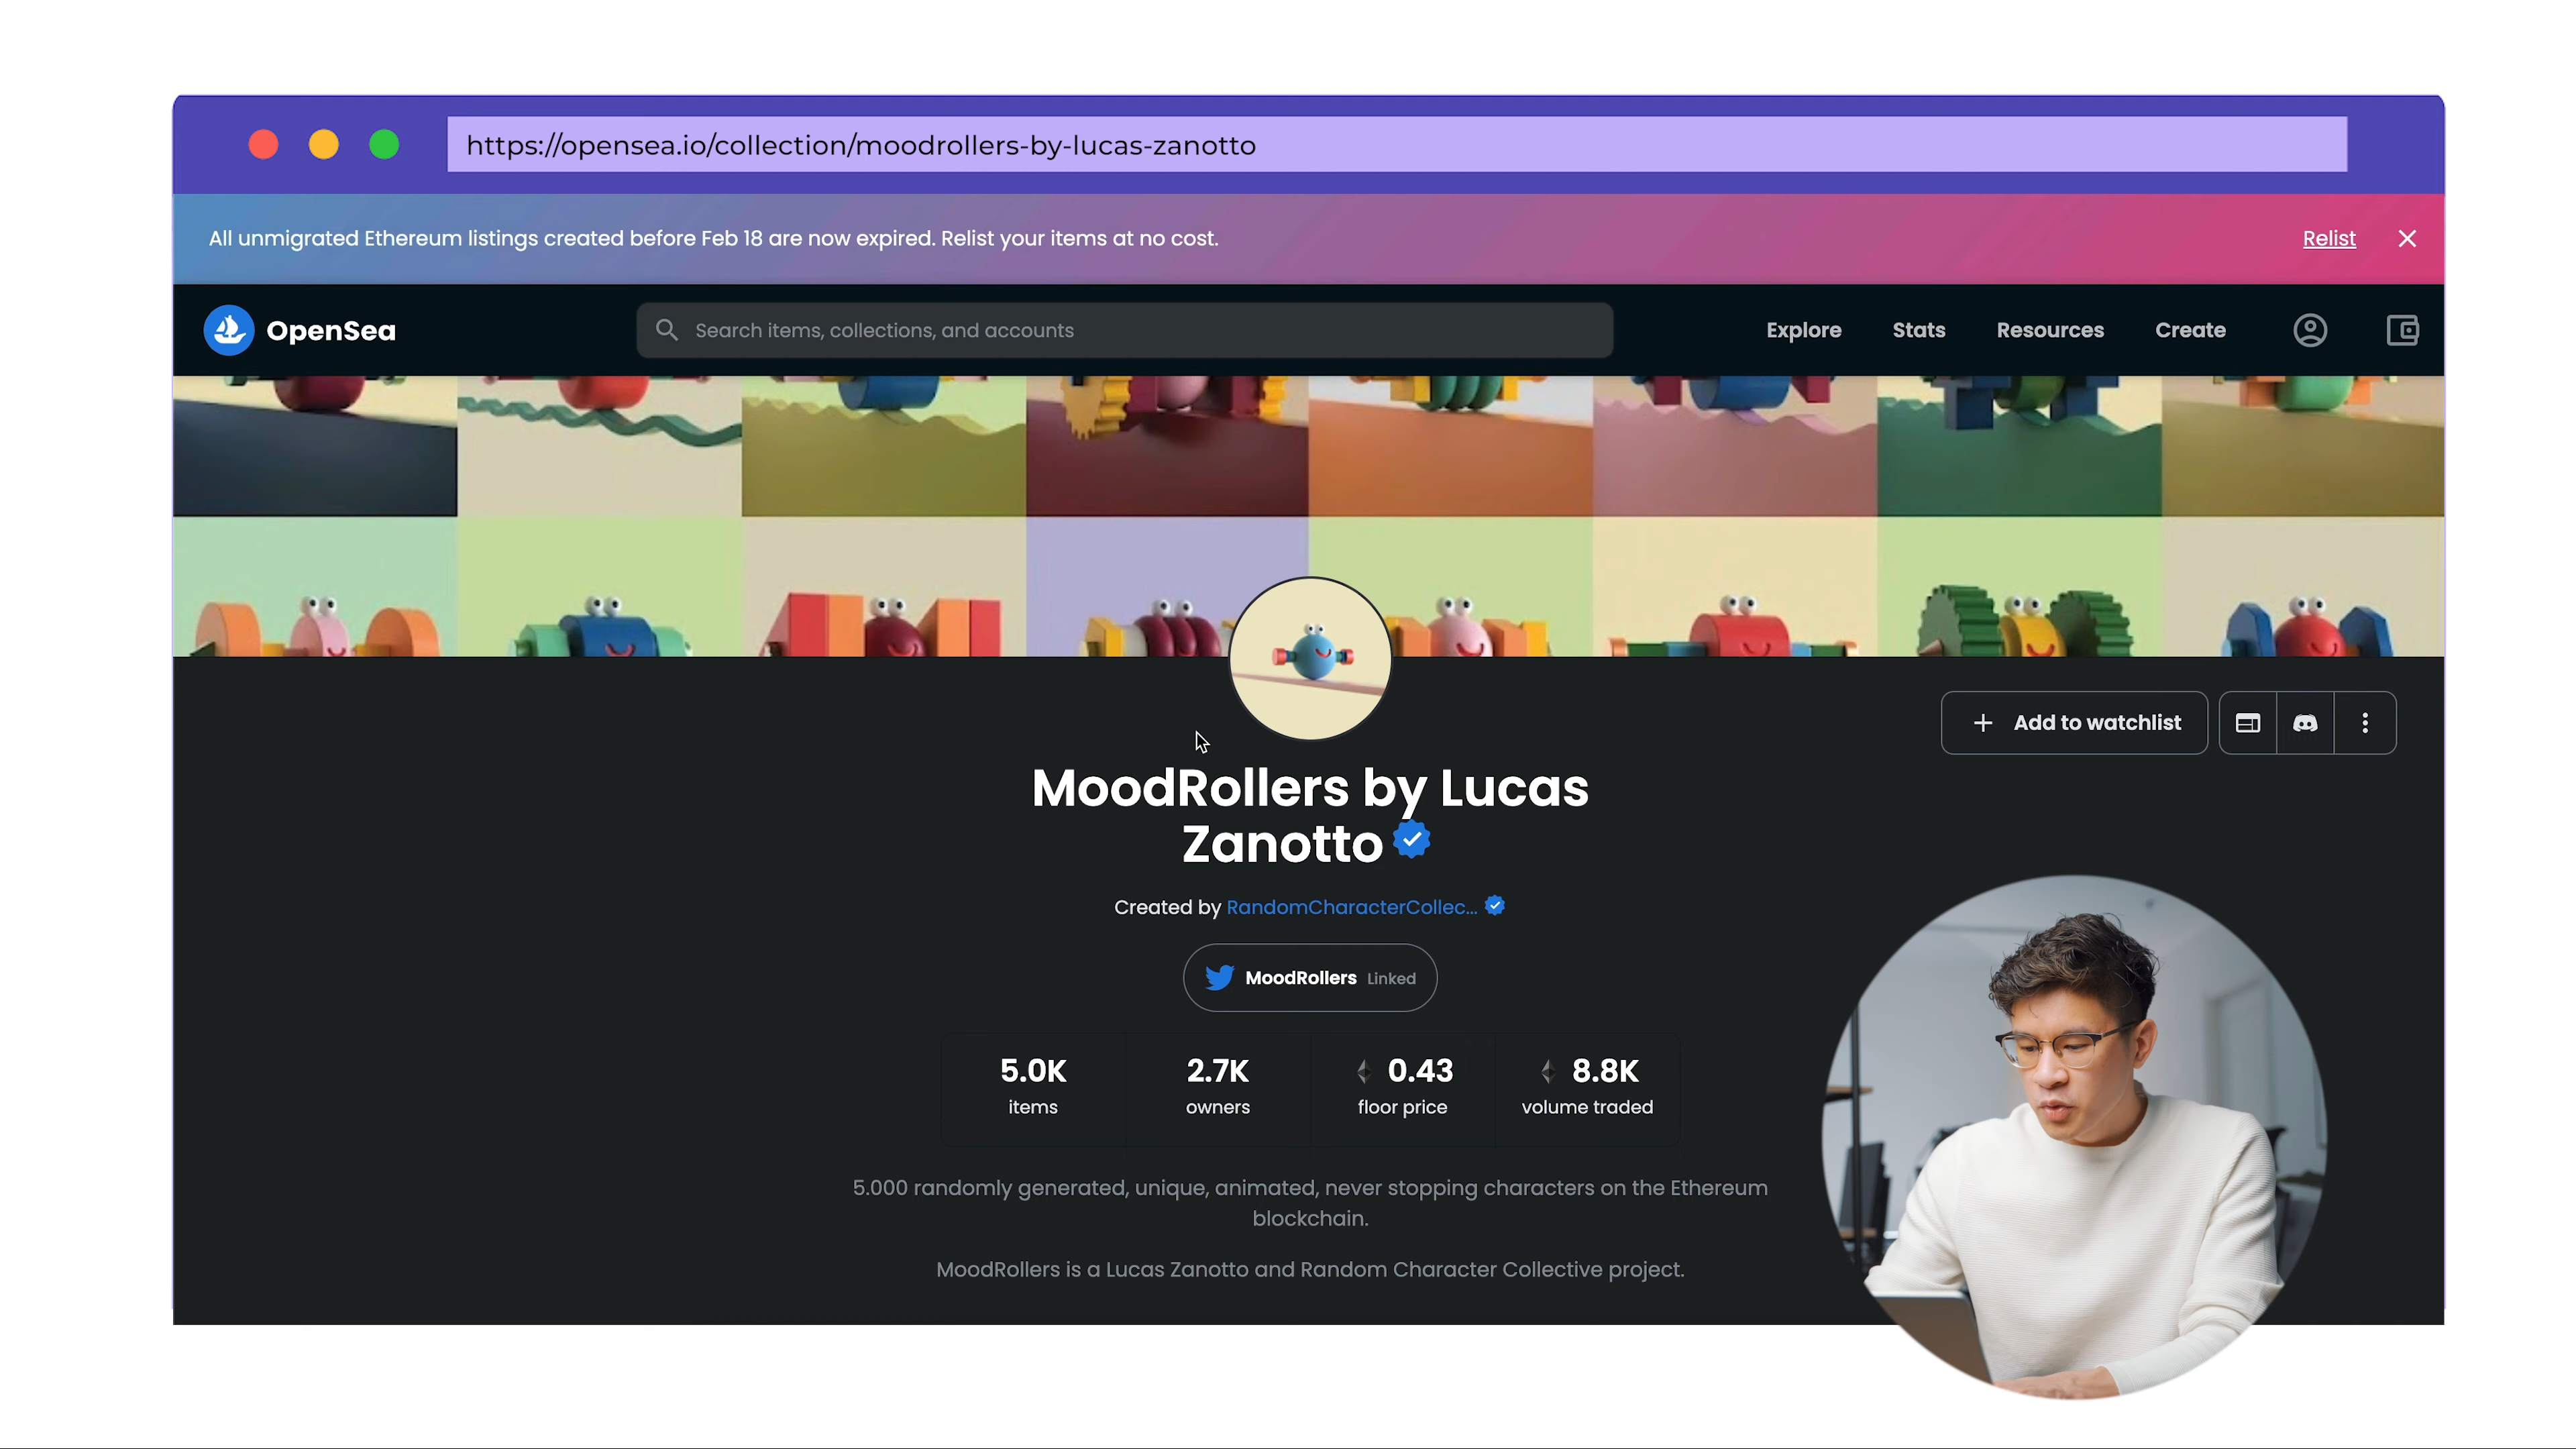 https://opensea.io/collection/moodrollers-by-lucas-zanotto
All unmigrated Ethereum listings created before Feb 18 are now expired. Relist your items at no cost.
Relist
OpenSea
Search items, collections, and accounts
Explore
Stats
Resources
Create
Add to watchlist
MoodRollers by Lucas
Zanotto
Created by RandomCharacterCollec...
MoodRollers Linked
5.0K
items
2.7K
owners
0.43
floor price
8.8K
volume traded
5.000 randomly generated, unique, animated, never stopping characters on the Ethereum
blockchain.
MoodRollers is a Lucas Zanotto and Random Character Collective project.